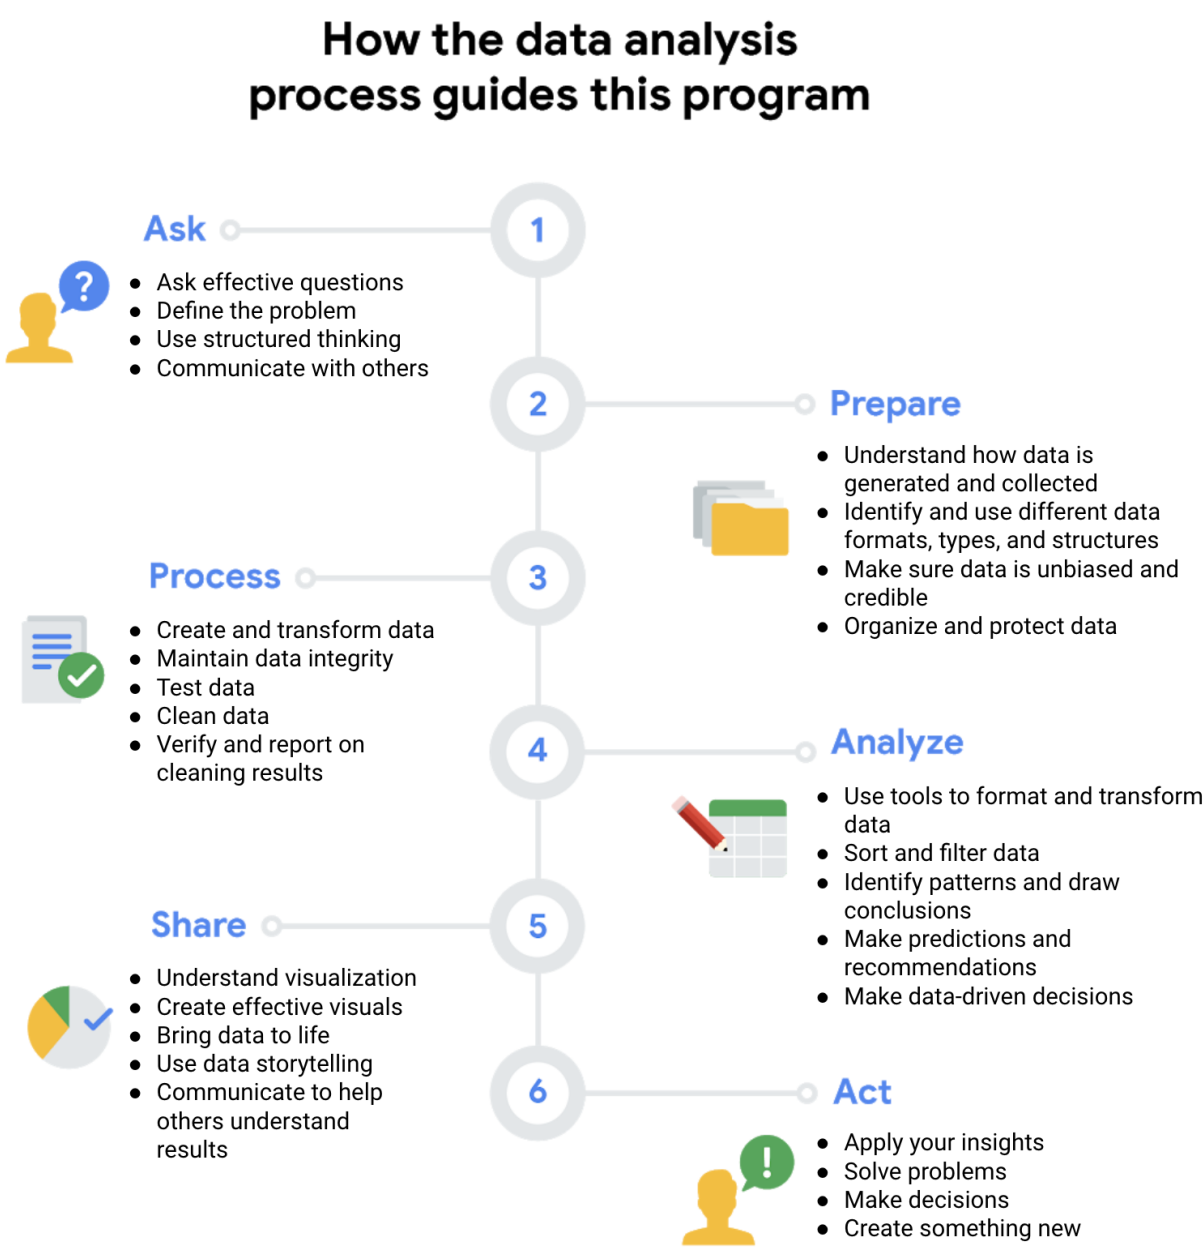 How the data analysis
process guides this program
1
Ask
?
● Ask effective questions
● Define the problem
● Use structured thinking
● Communicate with others
2
Prepare
● Understand how data is
generated and collected
● Identify and use different data
formats, types, and structures
● Make sure data is unbiased and
credible
● Organize and protect data
3
Process
● Create and transform data
● Maintain data integrity
● Test data
● Clean data
● Verify and report on
cleaning results
4
Analyze
● Use tools to format and transform
data
● Sort and filter data
● Identify patterns and draw
conclusions
● Make predictions and
recommendations
● Make data-driven decisions
5
Share
● Understand visualization
● Create effective visuals
● Bring data to life
● Use data storytelling
● Communicate to help
others understand
results
6
Act
!
● Apply your insights
● Solve problems
● Make decisions
● Create something new